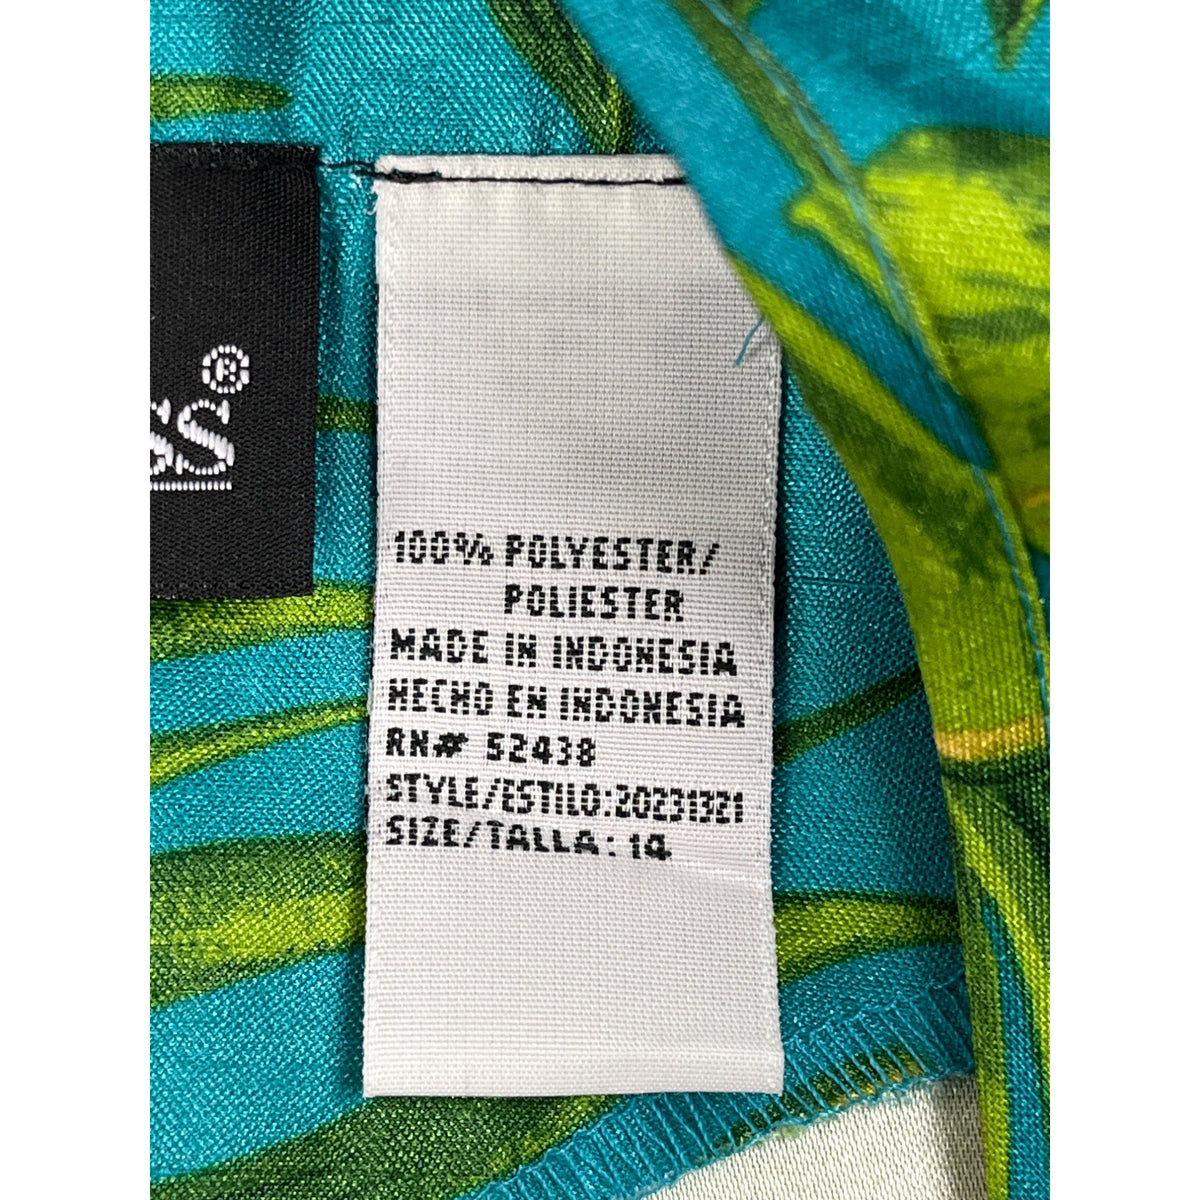 ®
100% POLYESTER/
POLIESTER
MADE IN INDONESIA
HECHO EN INDONESIA
RN# 52438
STYLE/ESTILO:20231321
SIZE/TALLA: 14